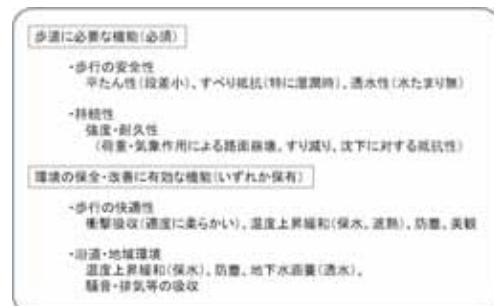 歩道に必要な機能(必須)
・歩行の安全性
平たん性(段差小)、すべり抵抗(特に湿潤時)、透水性(水たまり無)
・持続性
強度・耐久性
(荷重・気象作用による路面崩壊、すり減り、沈下に対する抵抗性)
環境の保全・改善に有効な機能(いずれか保有)
・歩行の快適性
衝撃吸収(適度に柔らかい)、温度上昇緩和(保水、遮熱)、防塵、美観
・沿道・地域環境
温度上昇緩和(保水)、防塵、地下水涵養(透水)、
騒音・排気等の吸収